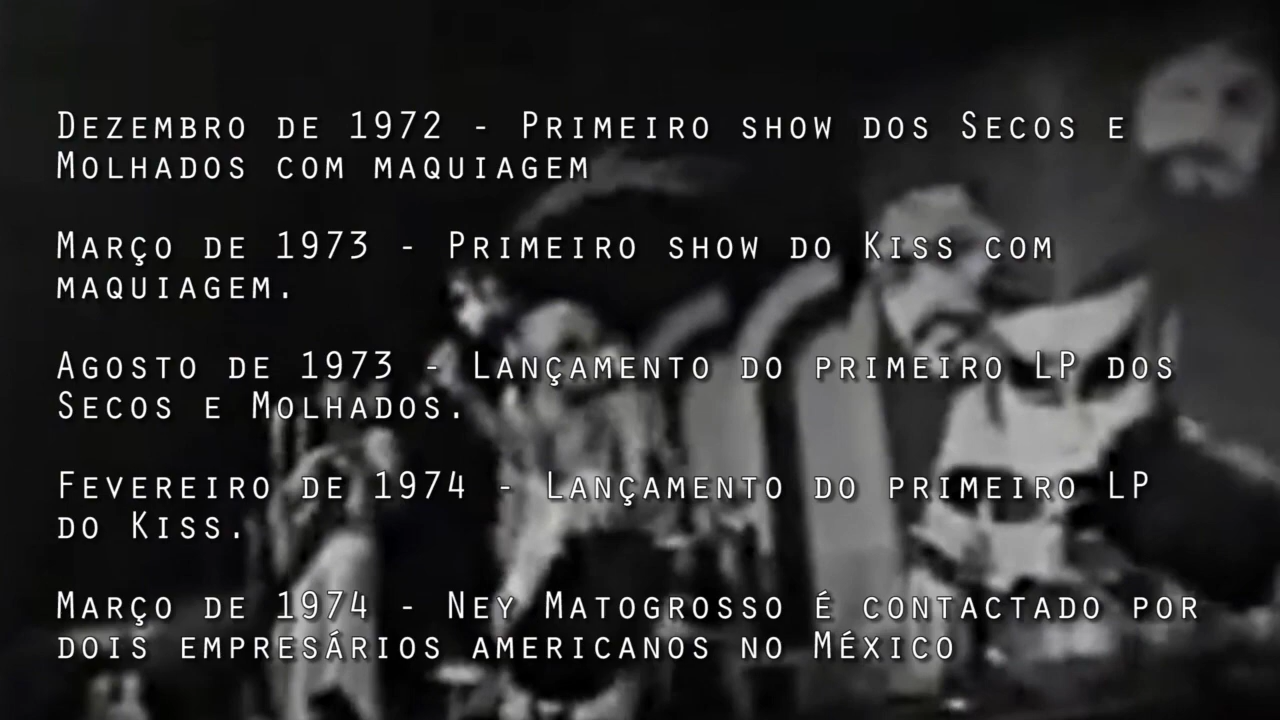 Dezembro de 1972 - Primeiro show dos Secos e
Molhados com maquiagem
Março de 1973 - Primeiro show do Kiss com
maquiagem.
Agosto de 1973 - Lançamento do primeiro LP dos
Secos e Molhados.
Fevereiro de 1974 - Lançamento do primeiro LP
do Kiss.
Março de 1974 - Ney Matogrosso é contactado por
dois empresários americanos no México